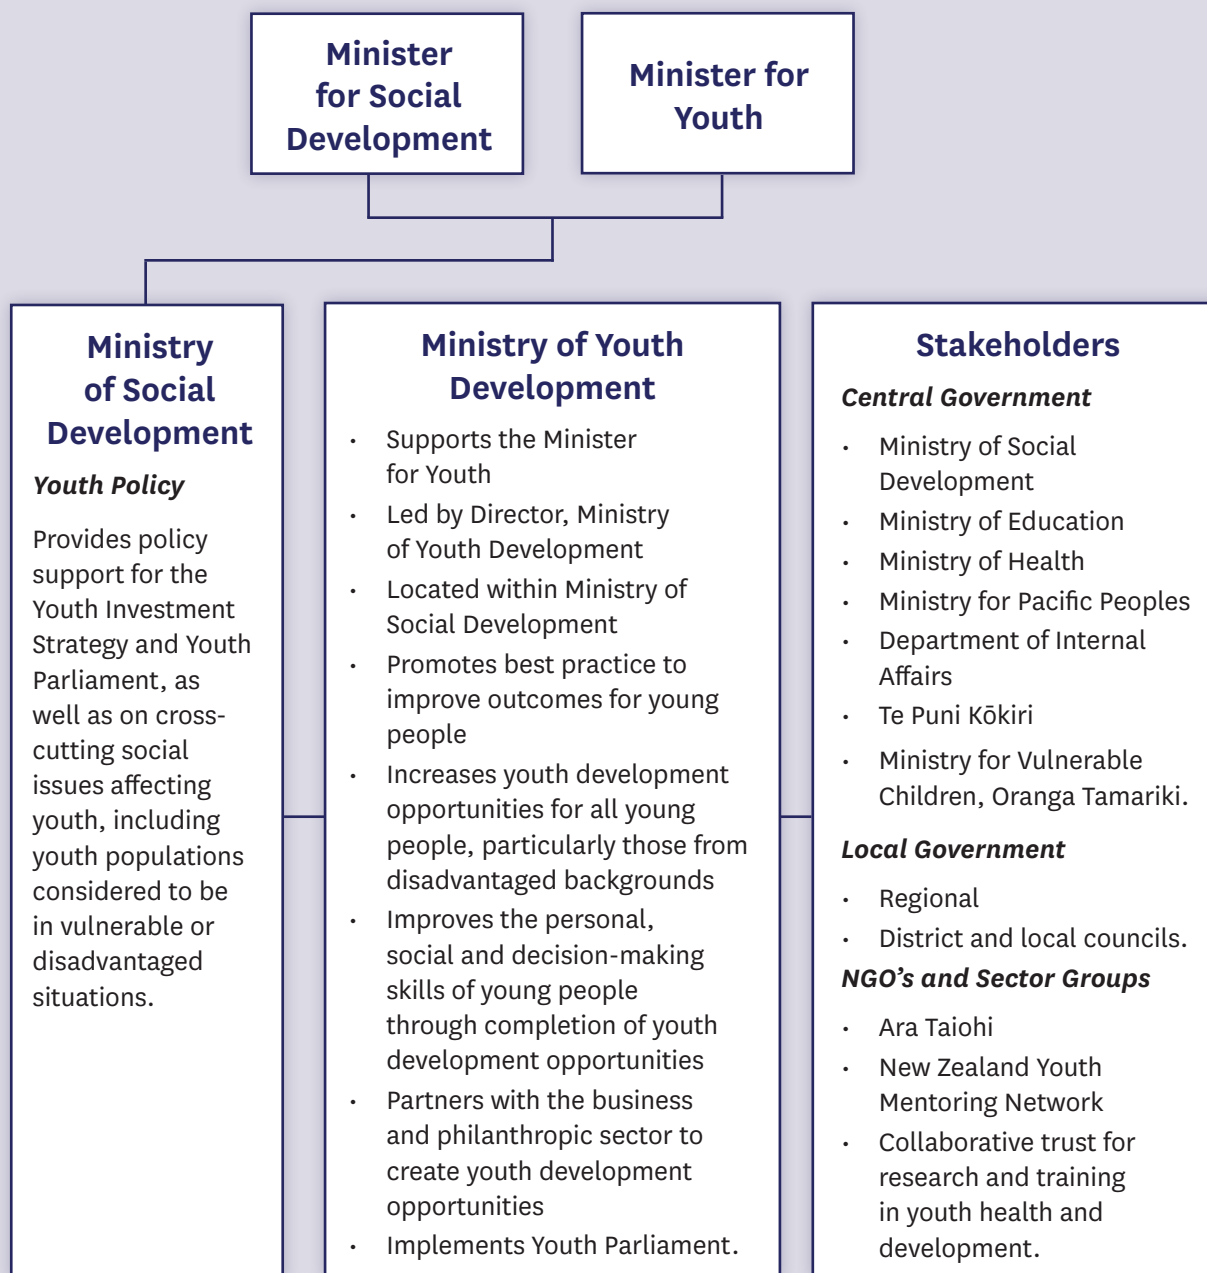 Minister
for Social
Development
Minister for
Youth
Ministry
of Social
Development
Youth Policy
Provides policy
support for the
Youth Investment
Strategy and Youth
Parliament, as
well as on cross-
cutting social
issues affecting
youth, including
youth populations
considered to be
in vulnerable or
disadvantaged
situations.
Ministry of Youth
Development
• Supports the Minister
for Youth
• Led by Director, Ministry
of Youth Development
• Located within Ministry of
Social Development
• Promotes best practice to
improve outcomes for young
people
• Increases youth development
opportunities for all young
people, particularly those from
disadvantaged backgrounds
• Improves the personal,
social and decision-making
skills of young people
through completion of youth
development opportunities
• Partners with the business
and philanthropic sector to
create youth development
opportunities
• Implements Youth Parliament.
Stakeholders
Central Government
• Ministry of Social
Development
• Ministry of Education
• Ministry of Health
• Ministry for Pacific Peoples
• Department of Internal
Affairs
• Te Puni Kōkiri
• Ministry for Vulnerable
Children, Oranga Tamariki.
Local Government
• Regional
• District and local councils.
NGO’s and Sector Groups
• Ara Taiohi
• New Zealand Youth
Mentoring Network
• Collaborative trust for
research and training
in youth health and
development.